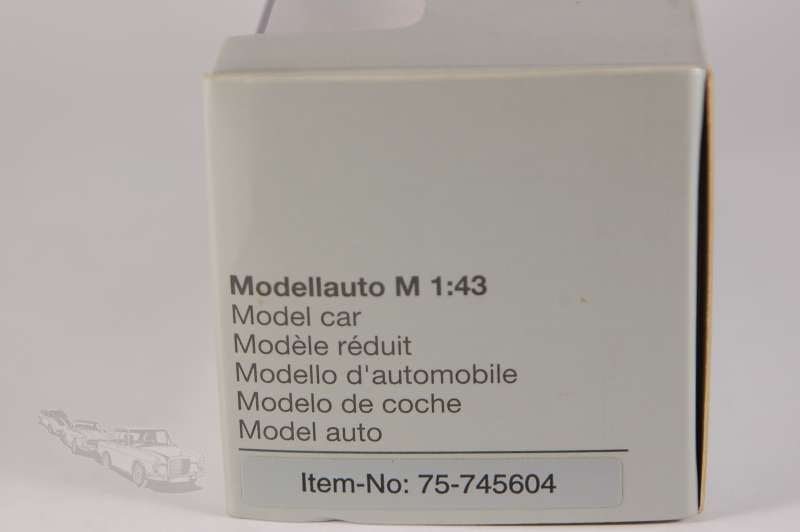 Modellauto M 1:43
Model car
Modèle réduit
Modello d'automobile
Modelo de coche
Model auto
Item-No: 75-745604